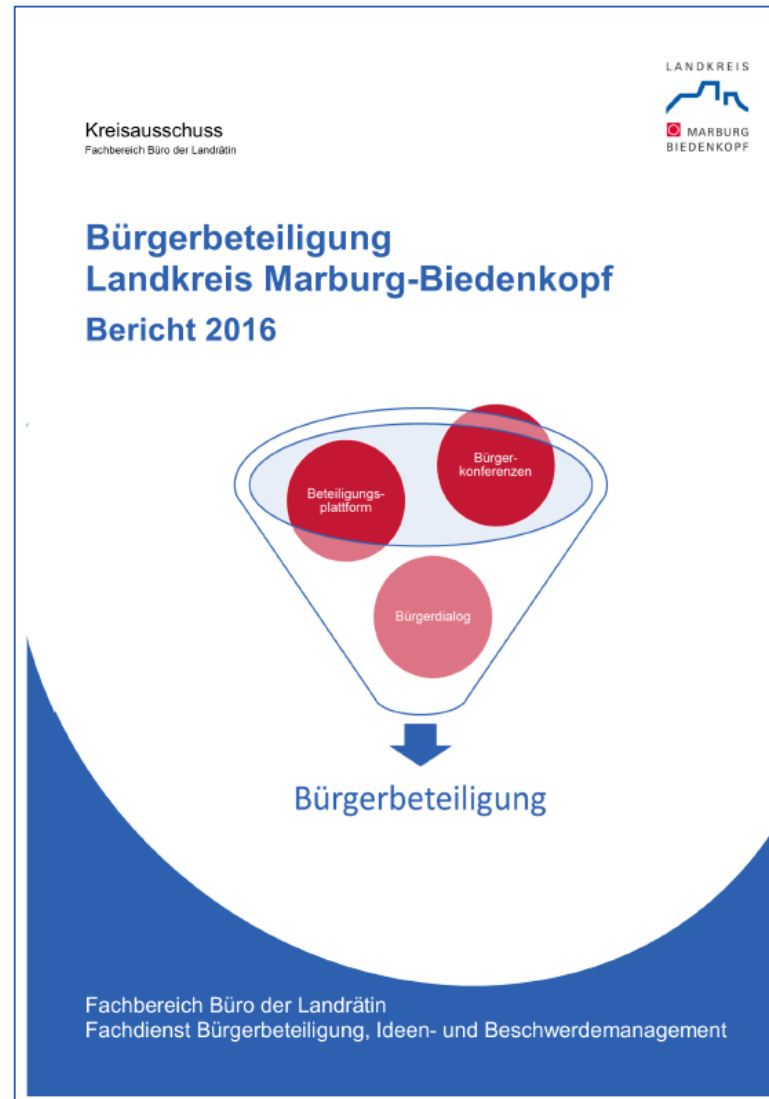 LANDKREIS
MARBURG
BIEDENKOPF
Kreisausschuss
Fachbereich Büro der Landrätin
Bürgerbeteiligung
Landkreis Marburg-Biedenkopf
Bericht 2016
Bürger-
konferenzen
Beteiligungs-
plattform
Bürgerdialog
Bürgerbeteiligung
Fachbereich Büro der Landrätin
Fachdienst Bürgerbeteiligung, Ideen- und Beschwerdemanagement